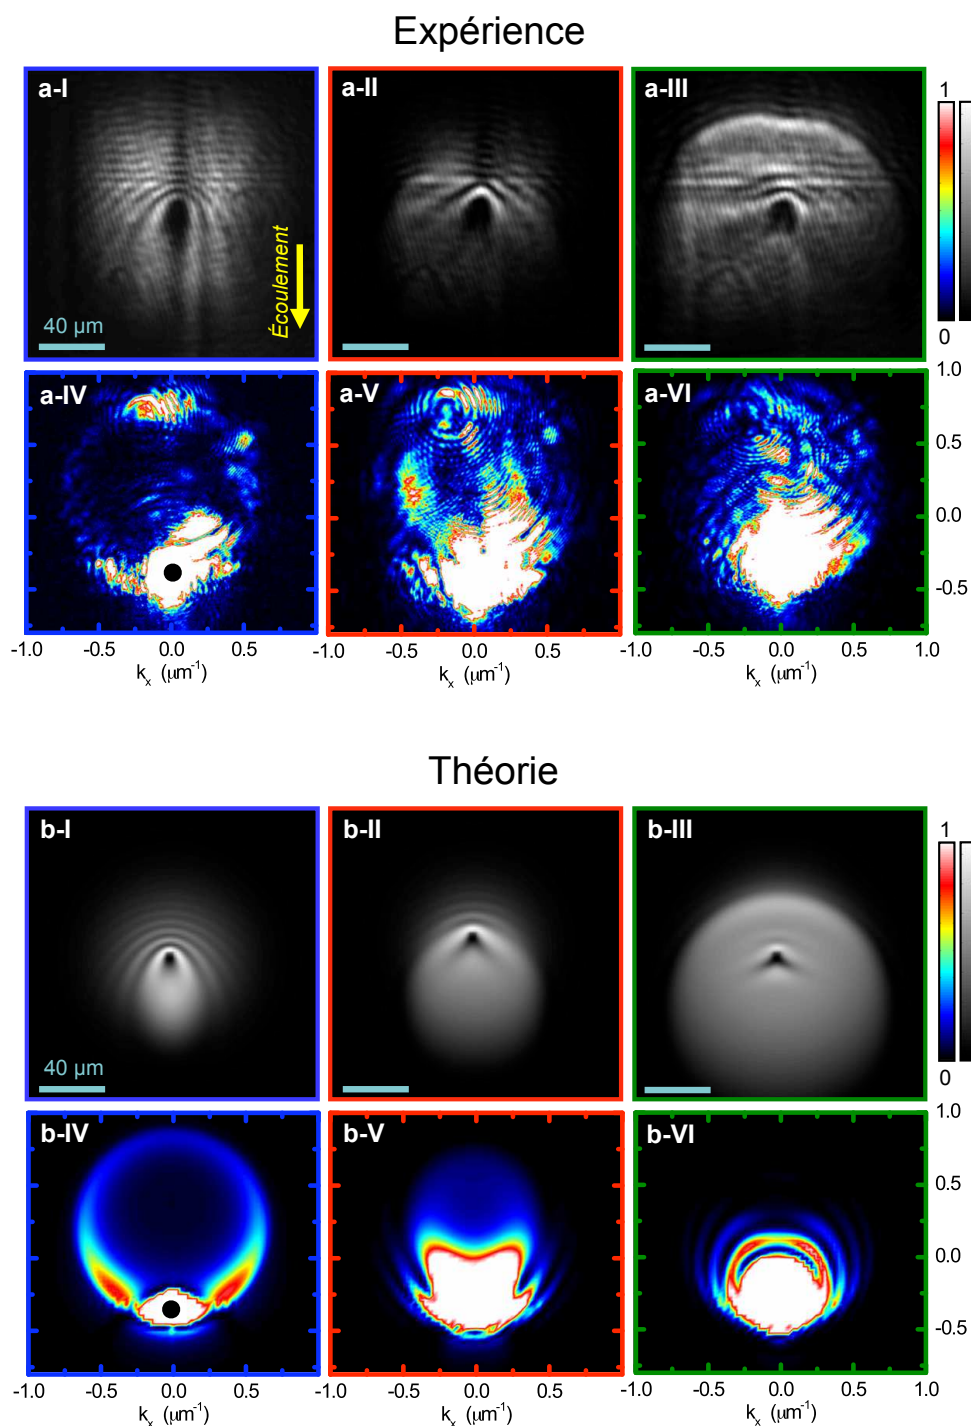 Expérience
a-I a-II a-III
Écoulement
40 µm
1
0
a-IV a-V a-VI
1.0
0.5
0.0
-0.5
-1.0 -0.5 0.0 0.5 -1.0 -0.5 0.0 0.5 -1.0 -0.5 0.0 0.5 1.0
kx (µm-1) kx (µm-1) kx (µm-1)
Théorie
b-I b-II b-III
40 µm
1
0
b-IV b-V b-VI
1.0
0.5
0.0
-0.5
-1.0 -0.5 0.0 0.5 -1.0 -0.5 0.0 0.5 -1.0 -0.5 0.0 0.5 1.0
kx (µm-1) kx (µm-1) kx (µm-1)